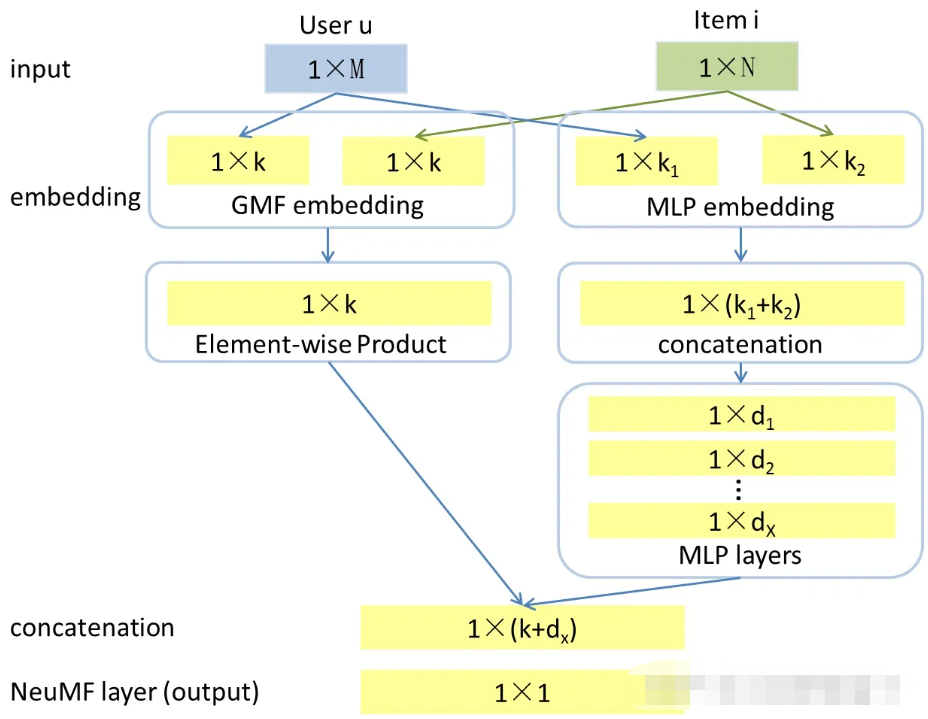 User u
Item i
input
1×M
1×N
1×k
1×k
1×k₁
1×k₂
embedding
GMF embedding
MLP embedding
1×k
1×(k₁+k₂)
Element-wise Product
concatenation
1×d₁
1×d₂
⋮
1×dₓ
MLP layers
concatenation
1×(k+dₓ)
NeuMF layer (output)
1×1